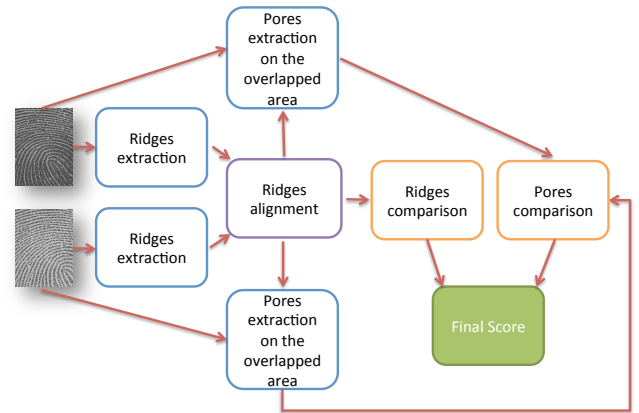 Pores
extraction
on the
overlapped
area
Ridges
extraction
Ridges
alignment
Ridges
comparison
Pores
comparison
Ridges
extraction
Pores
extraction
on the
overlapped
area
Final Score